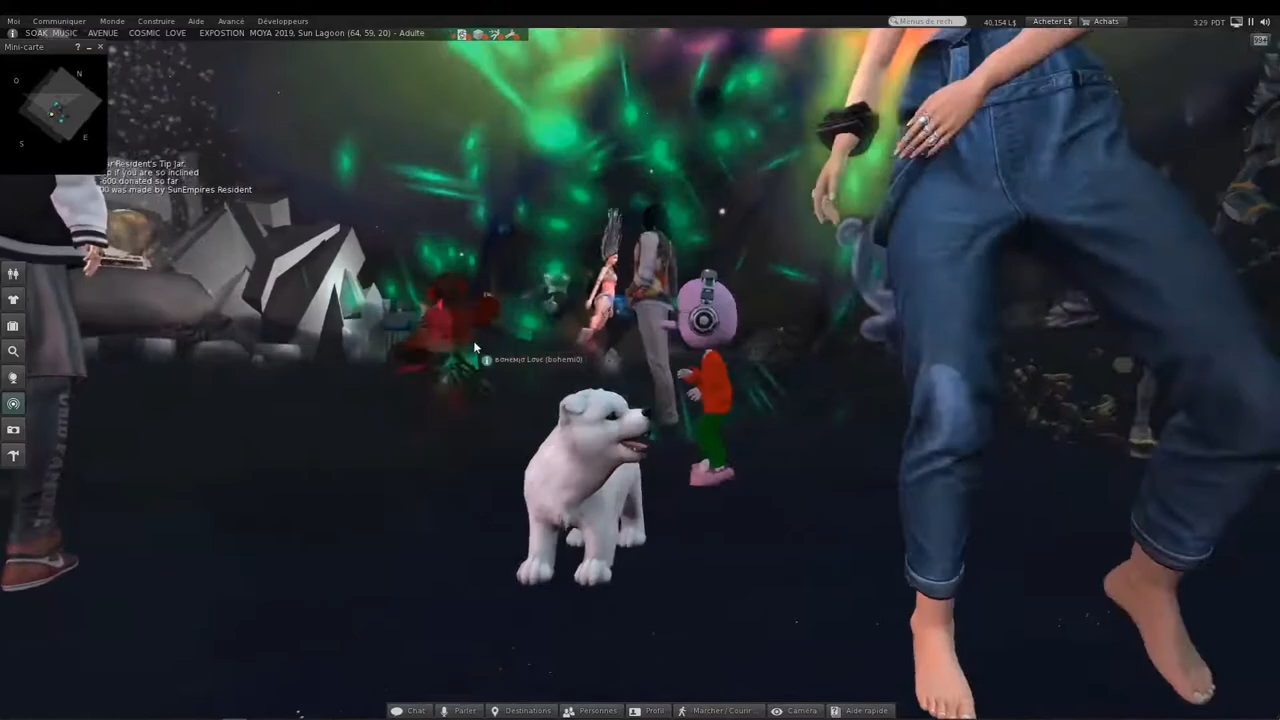 Moi Communiquer Monde Construire Aide Avancé Développeurs
Menus de rech 40,154 L$ Acheter L$ Achats 3:29 PDT
SOAK MUSIC AVENUE COSMIC LOVE EXPOSTION MOYA 2019, Sun Lagoon (64, 59, 20) - Adulte
Mini-carte ? _ ×
N
O
E
S
Resident's Tip Jar.
if you are so inclined
600 donated so far
was made by SunEmpires Resident
BOHEMI0 LOVE (bohemi0)
Chat Parler Destinations Personnes Profil Marcher / Courir... Caméra Aide rapide